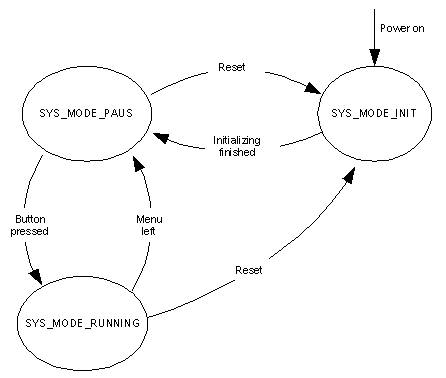 Power on
Reset
SYS_MODE_PAUS
SYS_MODE_INIT
Initializing
finished
Button
pressed
Menu
left
Reset
SYS_MODE_RUNNING